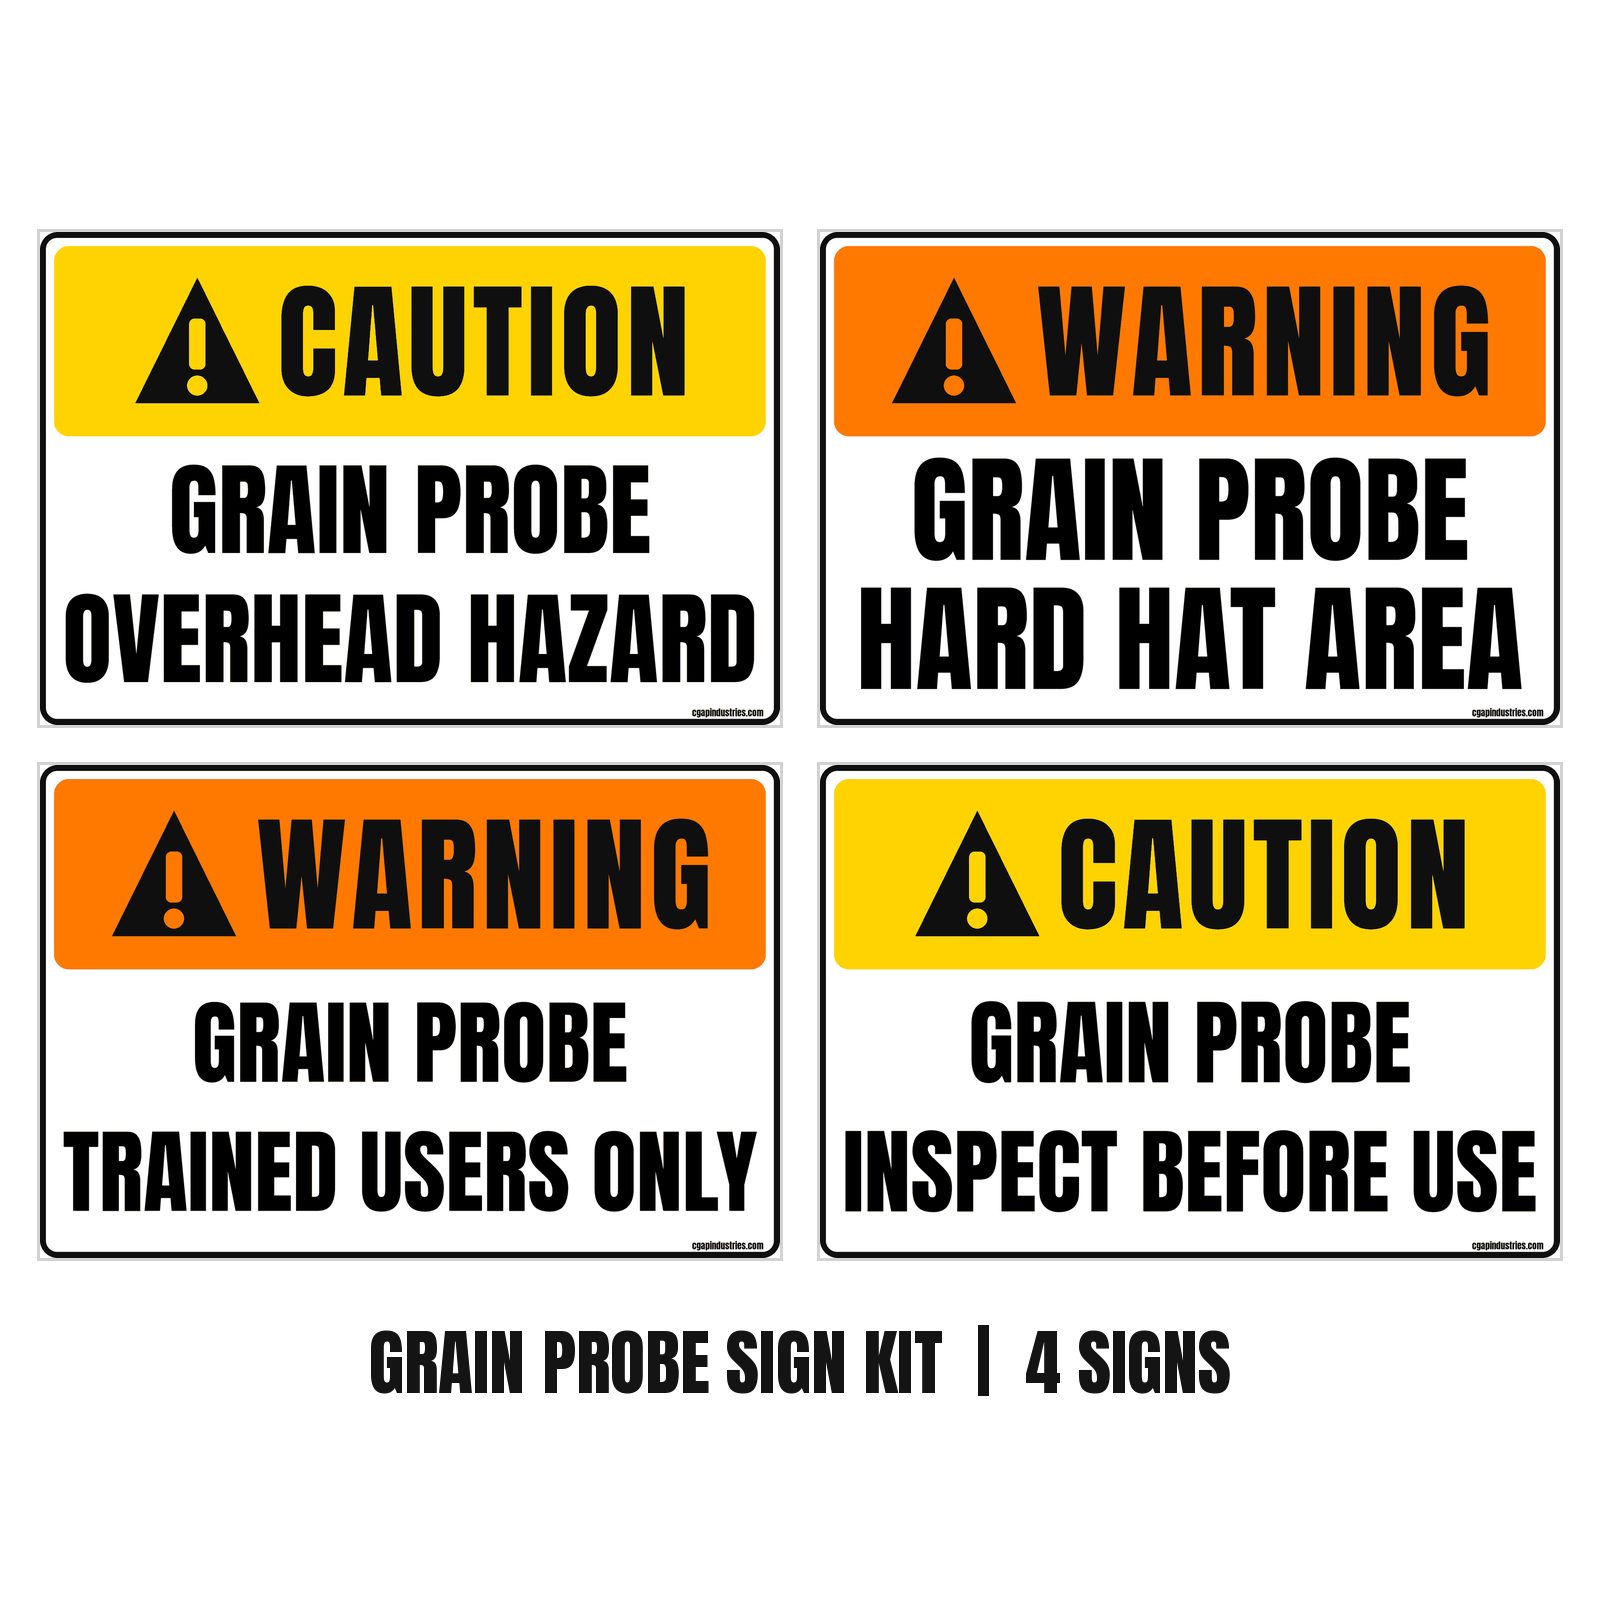 CAUTION
GRAIN PROBE
OVERHEAD HAZARD
cgapindustries.com
WARNING
GRAIN PROBE
HARD HAT AREA
cgapindustries.com
WARNING
GRAIN PROBE
TRAINED USERS ONLY
cgapindustries.com
CAUTION
GRAIN PROBE
INSPECT BEFORE USE
cgapindustries.com
GRAIN PROBE SIGN KIT | 4 SIGNS